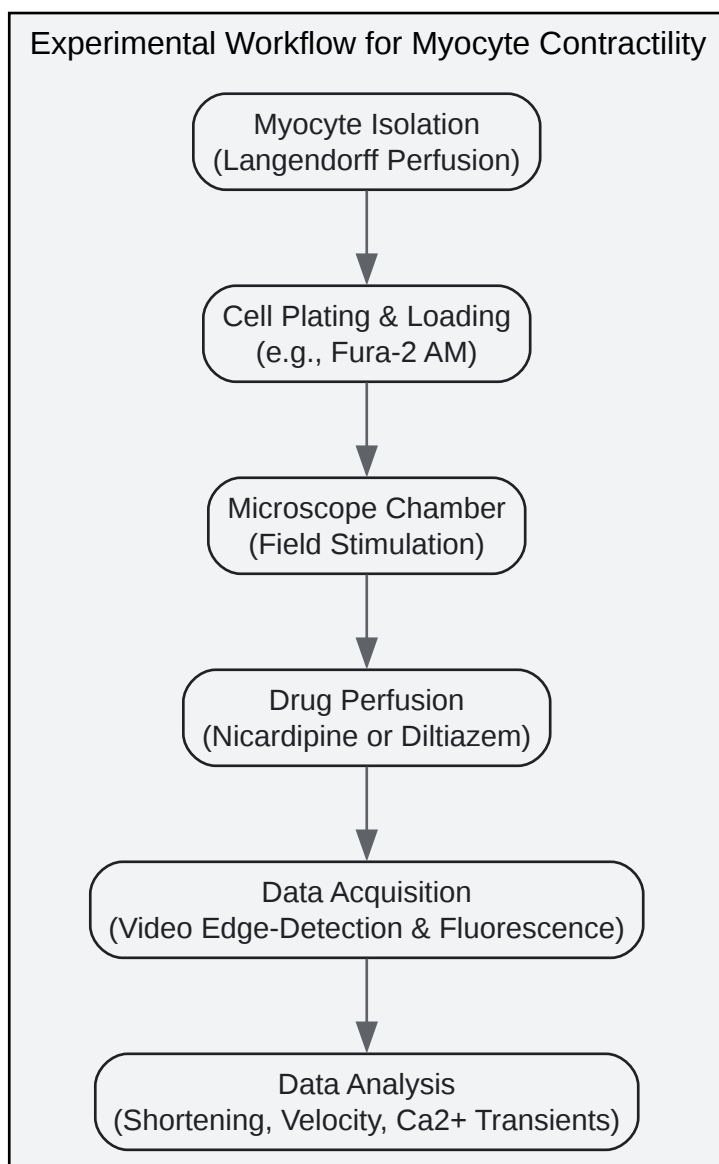 Experimental Workflow for Myocyte Contractility
Myocyte Isolation
(Langendorff Perfusion)
Cell Plating & Loading
(e.g., Fura-2 AM)
Microscope Chamber
(Field Stimulation)
Drug Perfusion
(Nicardipine or Diltiazem)
Data Acquisition
(Video Edge-Detection & Fluorescence)
Data Analysis
(Shortening, Velocity, Ca2+ Transients)